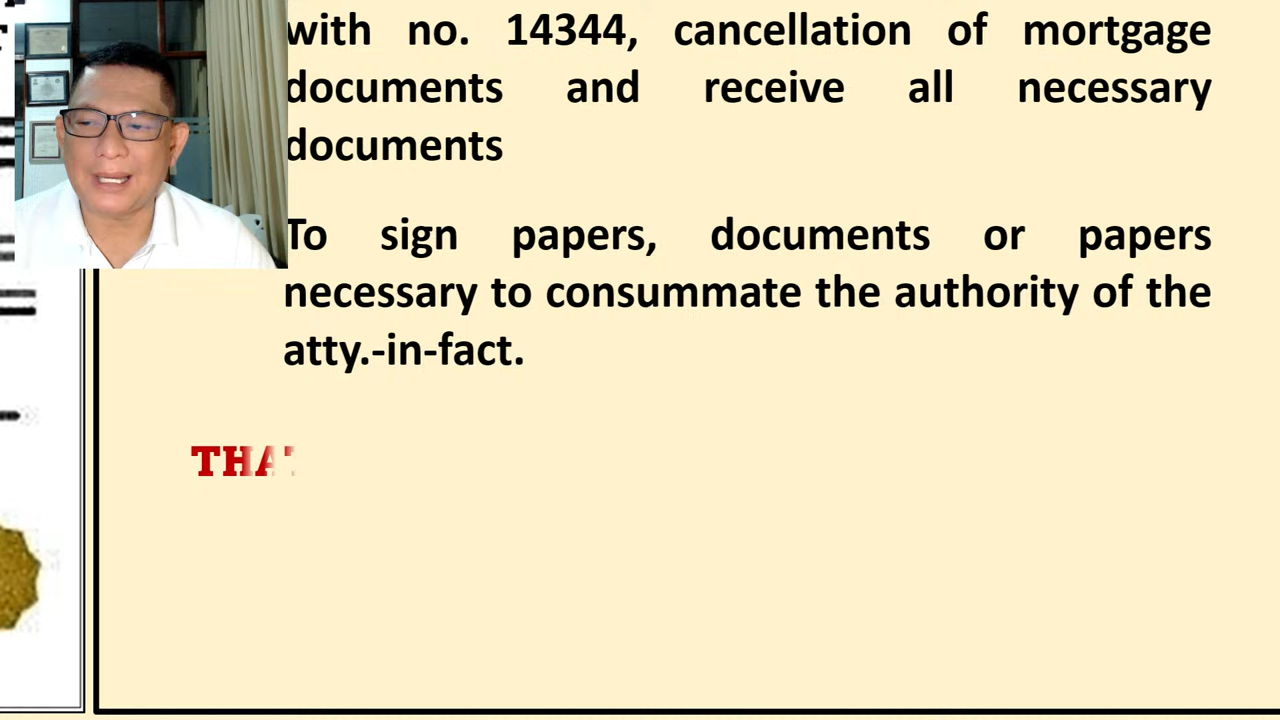 with no. 14344, cancellation of mortgage
documents and receive all necessary
documents
To sign papers, documents or papers
necessary to consummate the authority of the
atty.-in-fact.
THAT